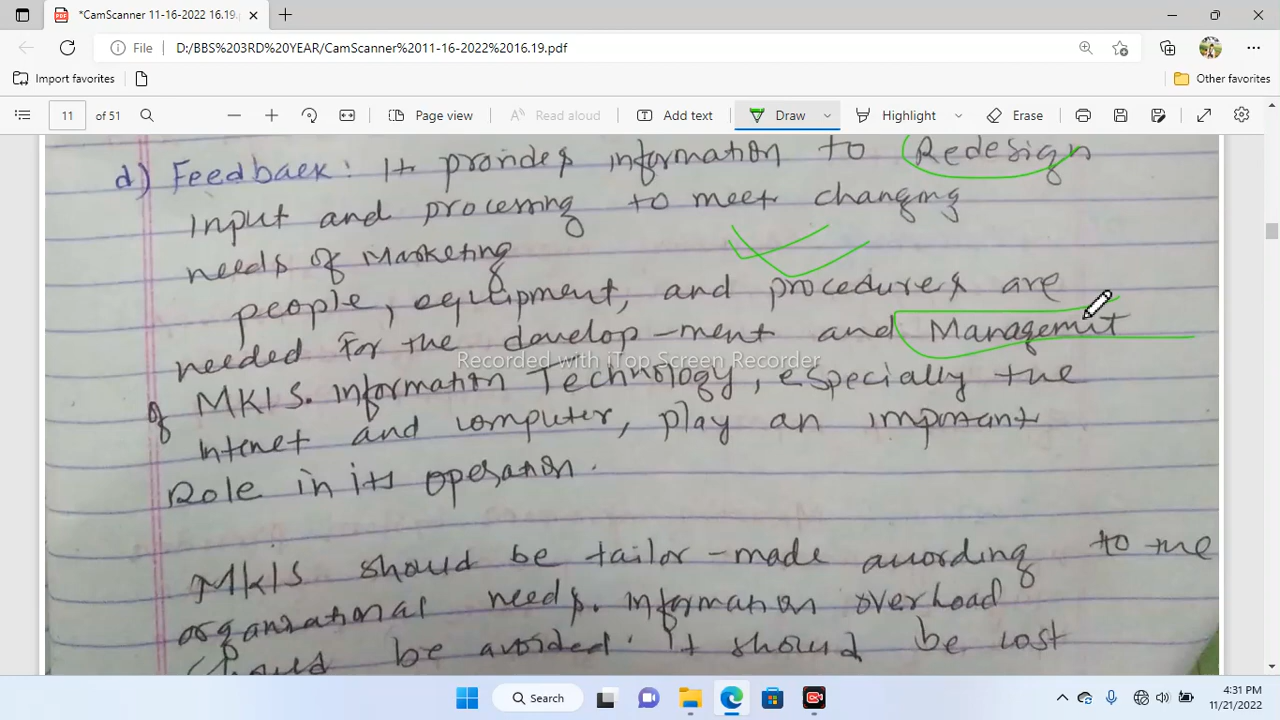 *CamScanner 11-16-2022 16.19.p
File D:/BBS%203RD%20YEAR/CamScanner%2011-16-2022%2016.19.pdf
Import favorites
Other favorites
11 of 51
Page view
Read aloud
Add text
Draw
Highlight
Erase
d) Feedback: It provides information to Redesign
Input and processing to meet changing
needs of Marketing
people, equipment, and procedures are
needed for the develop-ment and Managemit
of MKIS. Information Technology, especially the
Intenet and computer, play an important
Role in its operation.
Recorded with iTop Screen Recorder
MkIS should be tailor-made according to the
organizational needs. Information overload
should be avoided. It should be cost
Search
4:31 PM
11/21/2022